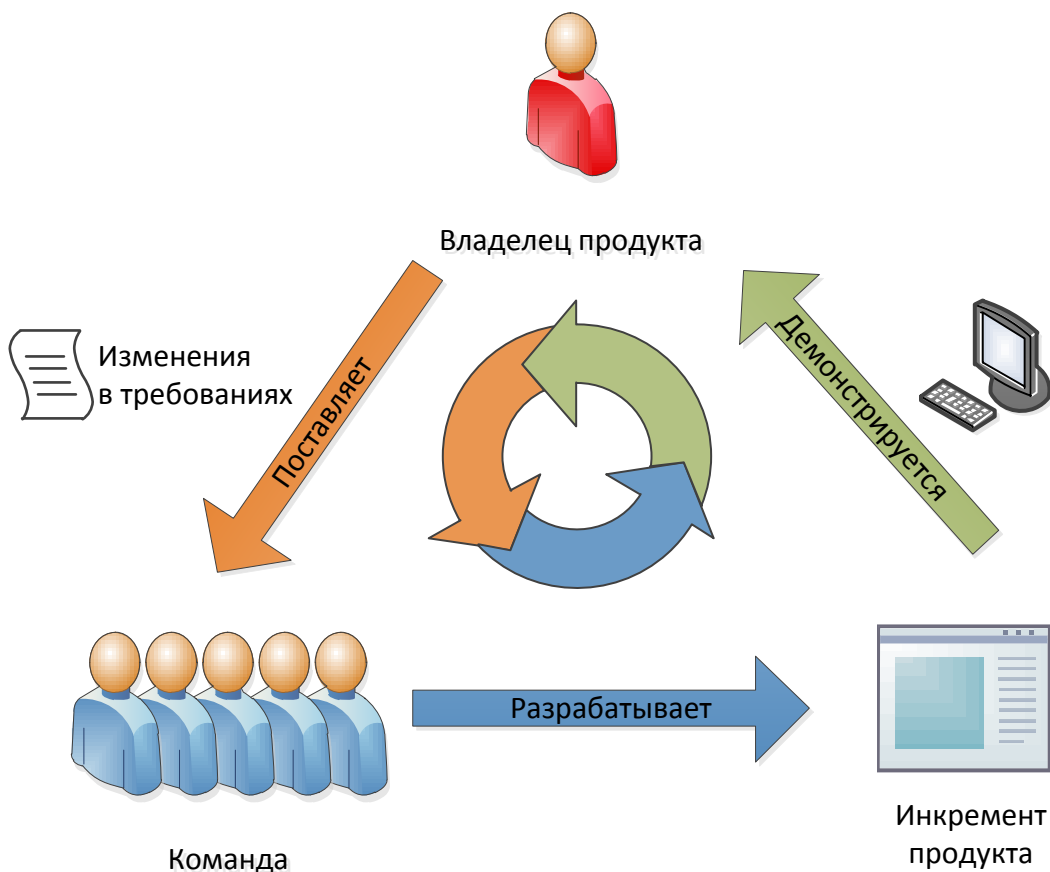 Владелец продукта
Изменения
в требованиях
Поставляет
Демонстрируется
Разрабатывает
Команда
Инкремент
продукта